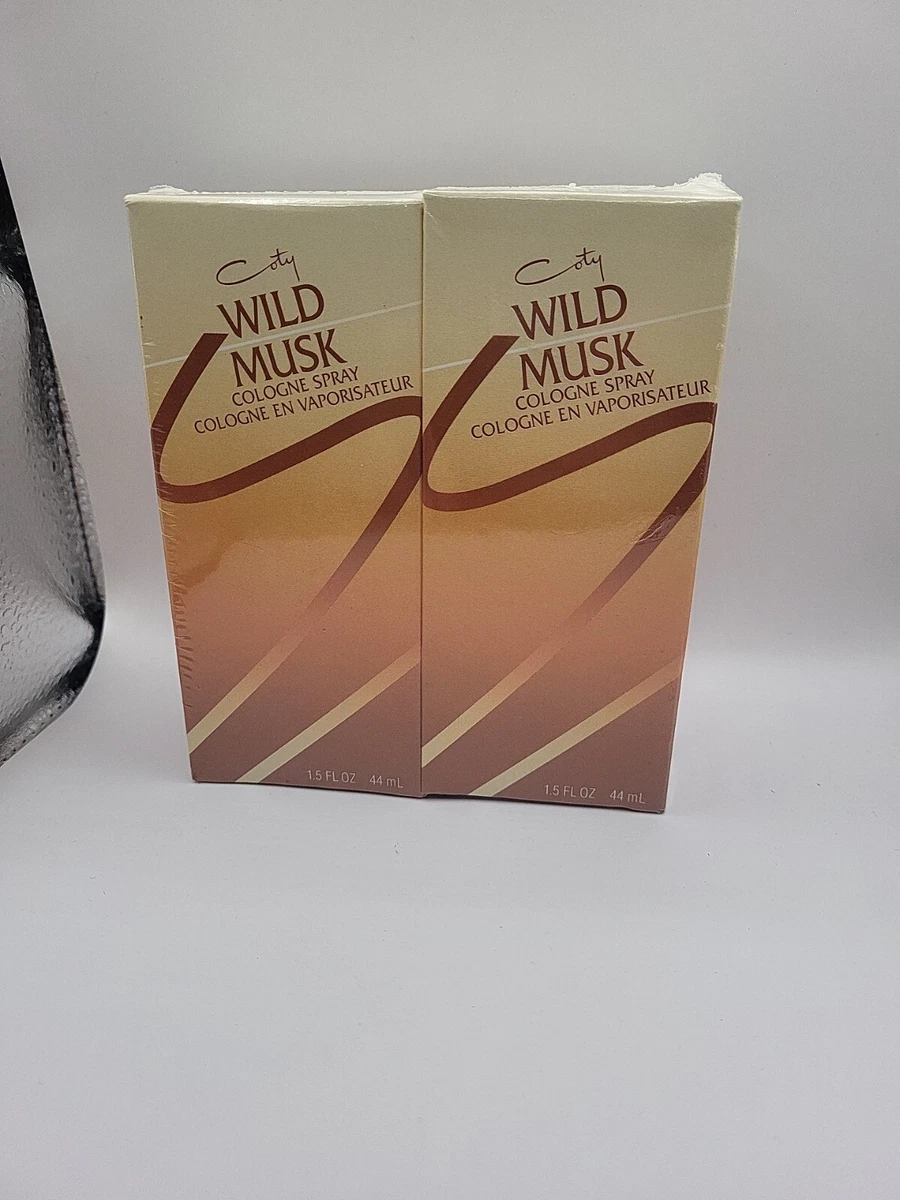 Coty
WILD
MUSK
COLOGNE SPRAY
COLOGNE EN VAPORISATEUR
1.5 FL OZ 44 mL
Coty
WILD
MUSK
COLOGNE SPRAY
COLOGNE EN VAPORISATEUR
1.5 FL OZ 44 mL